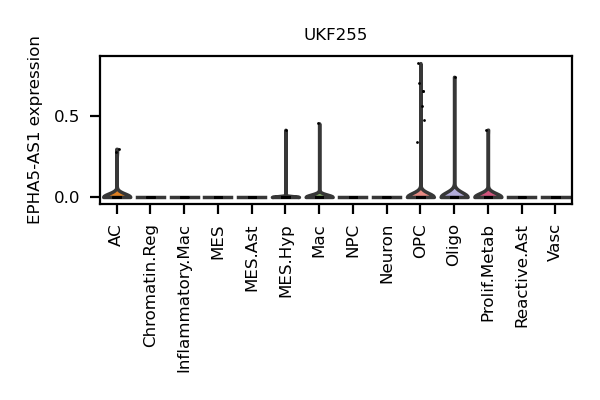 UKF255
EPHA5-AS1 expression
0.5
0.0
AC
Chromatin.Reg
Inflammatory.Mac
MES
MES.Ast
MES.Hyp
Mac
NPC
Neuron
OPC
Oligo
Prolif.Metab
Reactive.Ast
Vasc